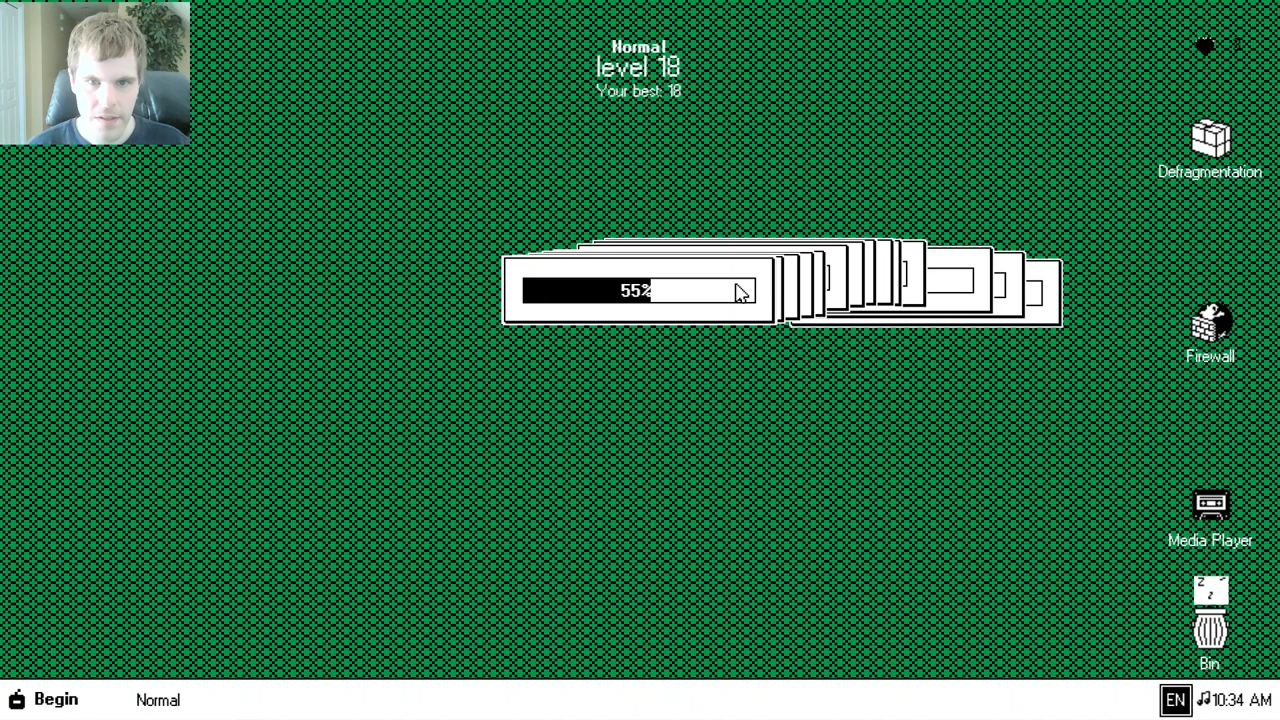 Normal
level 18
Your best: 18
Defragmentation
55%
Firewall
Media Player
Z
z
Bin
Begin
Normal
EN
10:34 AM